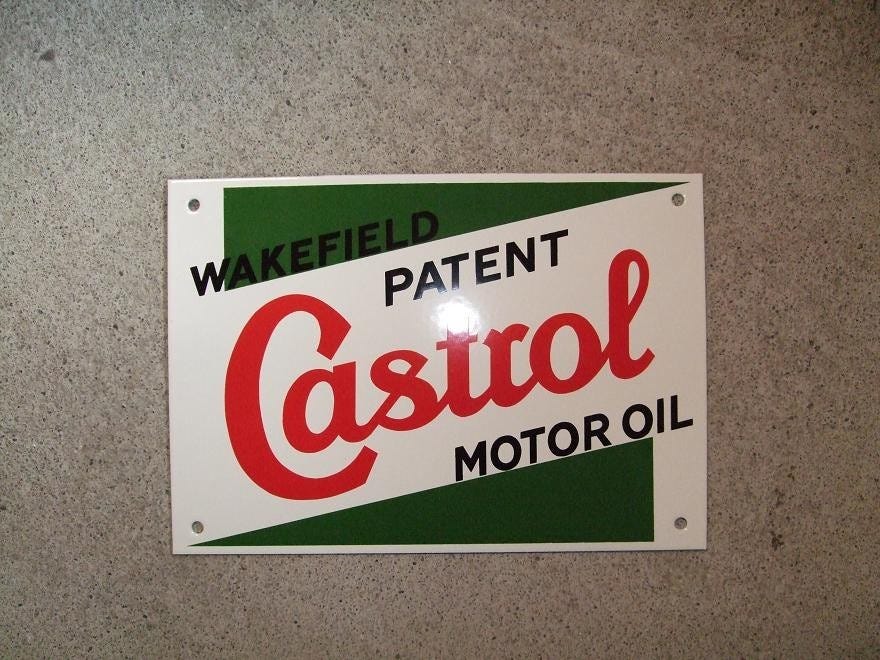 WAKEFIELD
PATENT
Castrol
MOTOR OIL